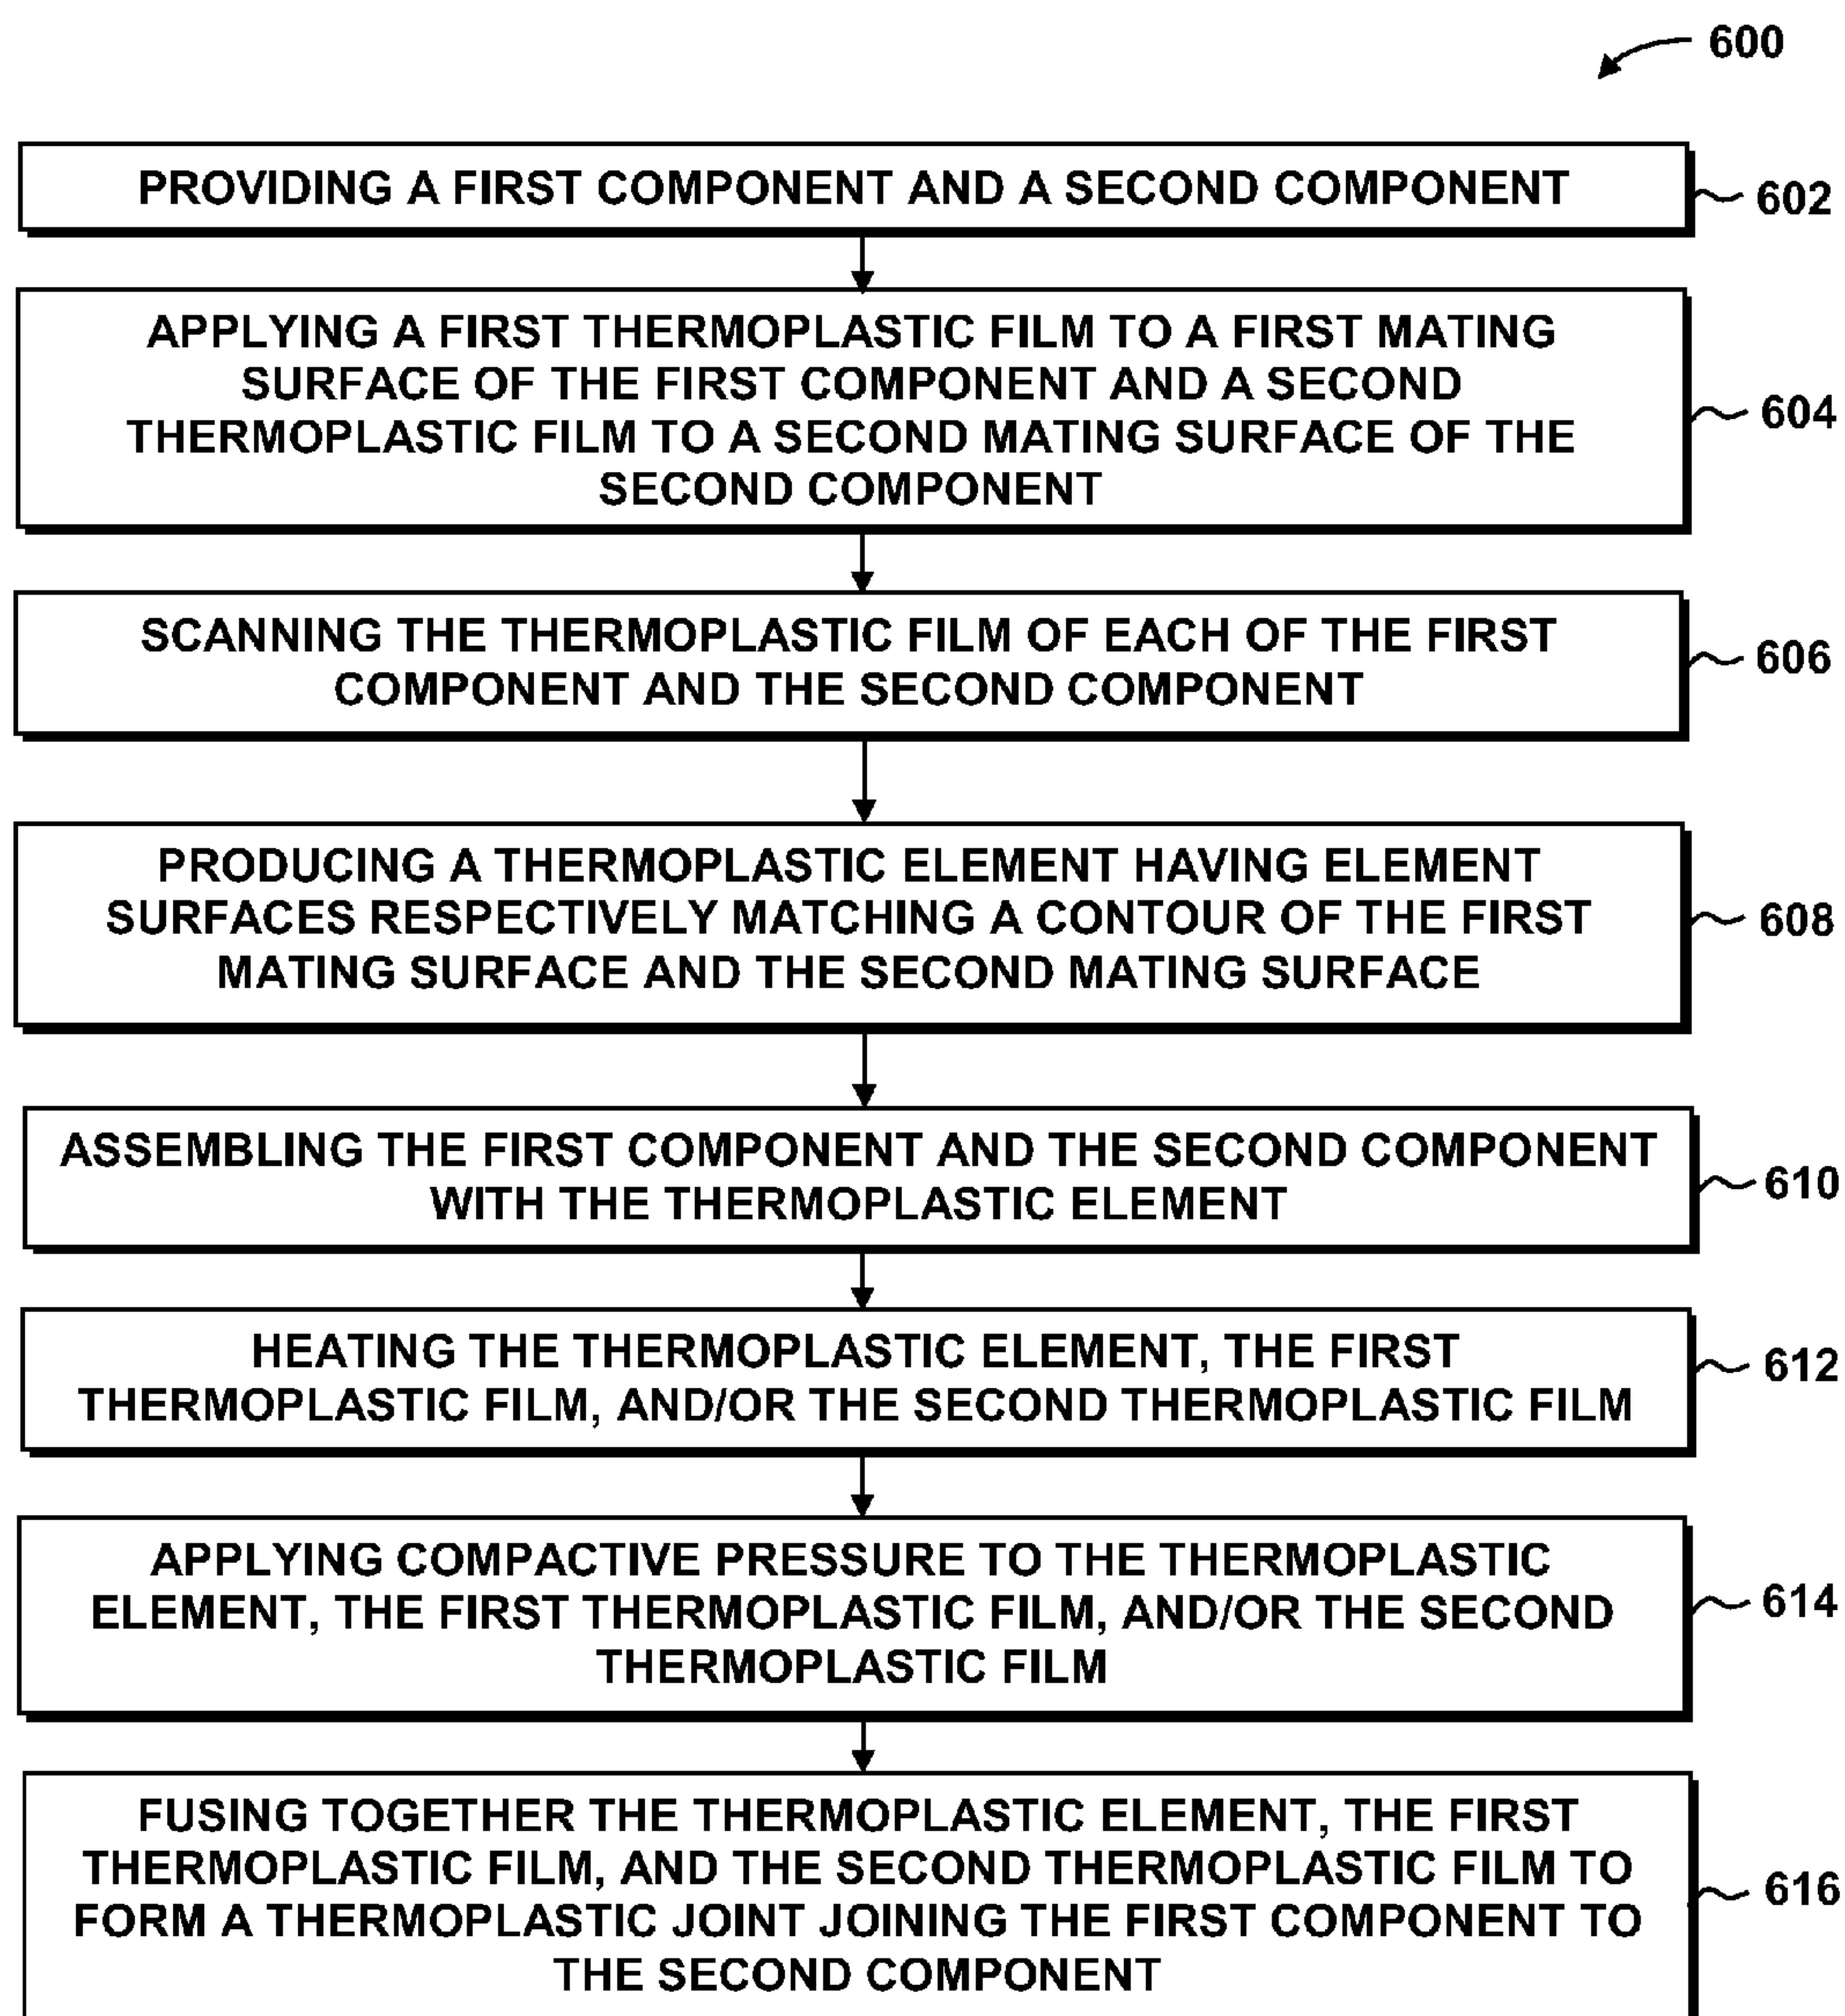 600
PROVIDING A FIRST COMPONENT AND A SECOND COMPONENT
602
APPLYING A FIRST THERMOPLASTIC FILM TO A FIRST MATING
SURFACE OF THE FIRST COMPONENT AND A SECOND
THERMOPLASTIC FILM TO A SECOND MATING SURFACE OF THE
SECOND COMPONENT
604
SCANNING THE THERMOPLASTIC FILM OF EACH OF THE FIRST
COMPONENT AND THE SECOND COMPONENT
606
PRODUCING A THERMOPLASTIC ELEMENT HAVING ELEMENT
SURFACES RESPECTIVELY MATCHING A CONTOUR OF THE FIRST
MATING SURFACE AND THE SECOND MATING SURFACE
608
ASSEMBLING THE FIRST COMPONENT AND THE SECOND COMPONENT
WITH THE THERMOPLASTIC ELEMENT
610
HEATING THE THERMOPLASTIC ELEMENT, THE FIRST
THERMOPLASTIC FILM, AND/OR THE SECOND THERMOPLASTIC FILM
612
APPLYING COMPACTIVE PRESSURE TO THE THERMOPLASTIC
ELEMENT, THE FIRST THERMOPLASTIC FILM, AND/OR THE SECOND
THERMOPLASTIC FILM
614
FUSING TOGETHER THE THERMOPLASTIC ELEMENT, THE FIRST
THERMOPLASTIC FILM, AND THE SECOND THERMOPLASTIC FILM TO
FORM A THERMOPLASTIC JOINT JOINING THE FIRST COMPONENT TO
THE SECOND COMPONENT
616